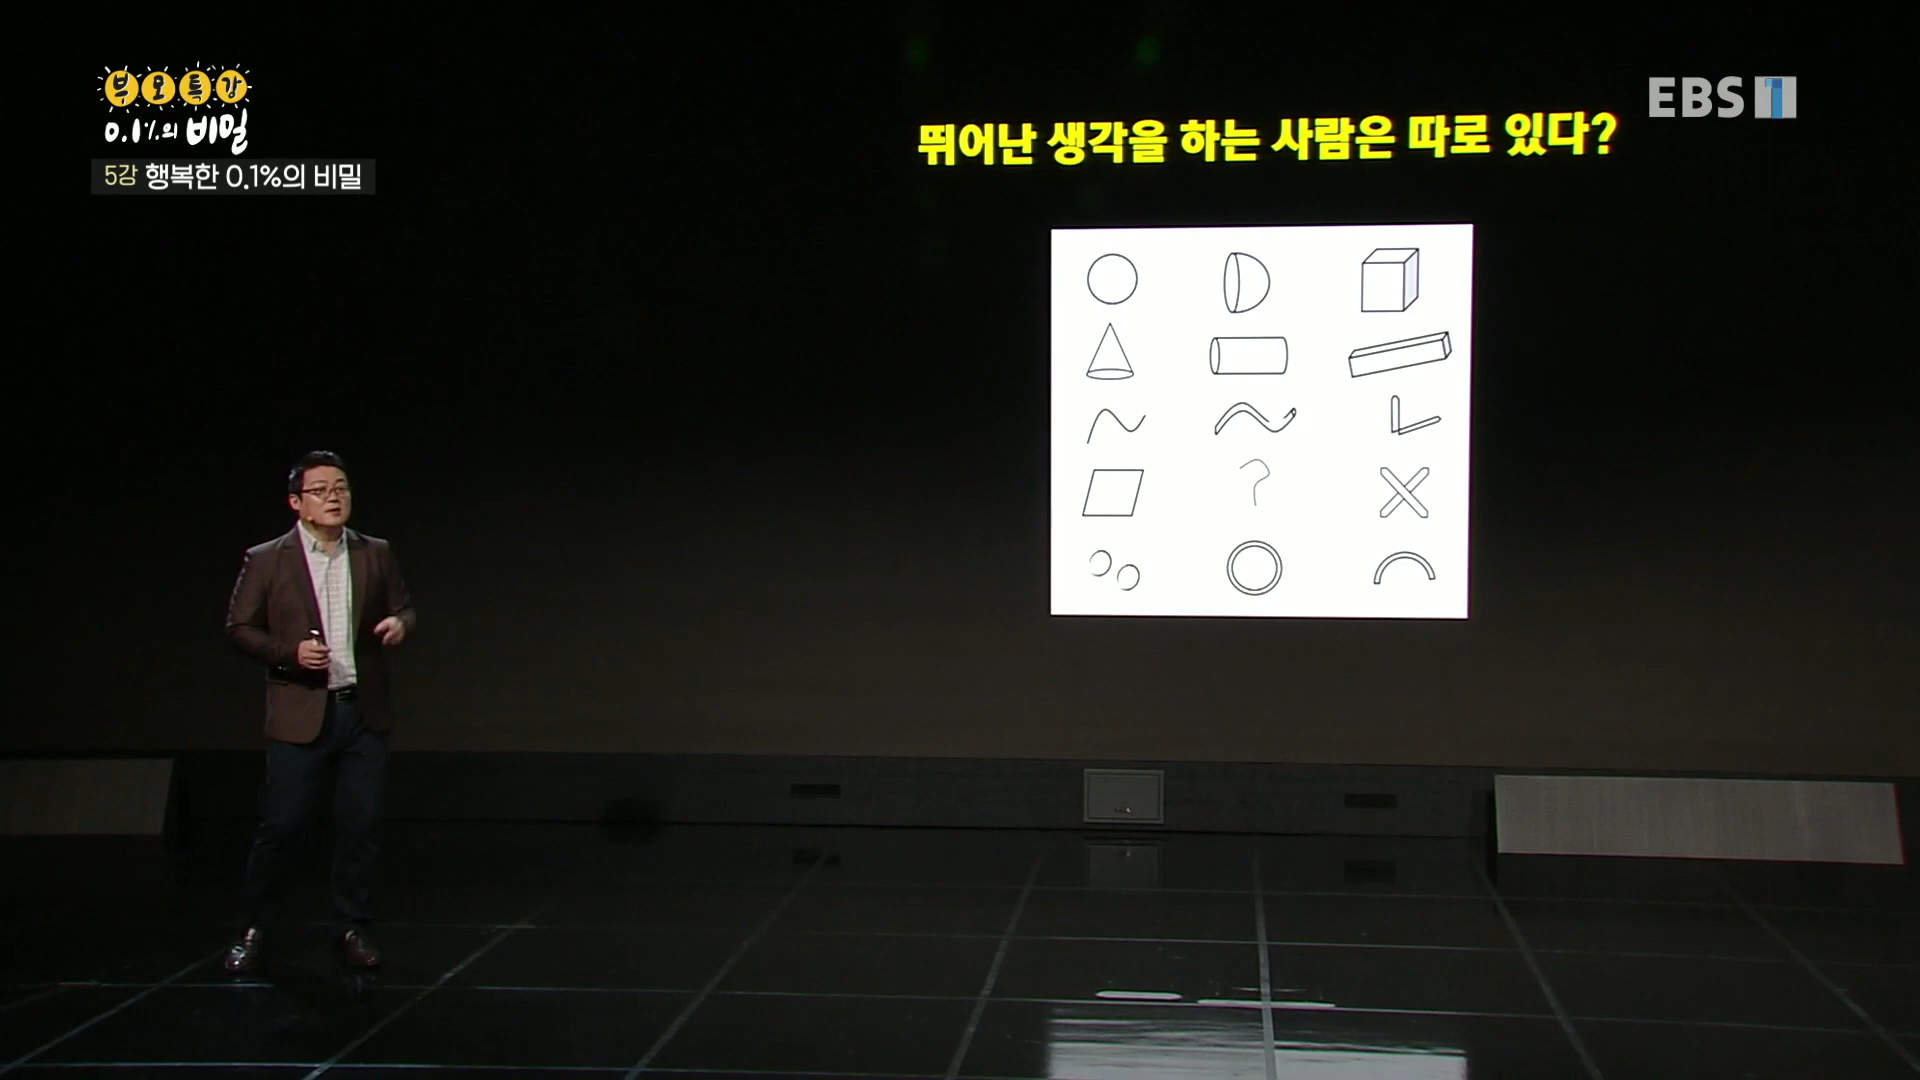 부모특강
0.1%의 비밀
5강 행복한 0.1%의 비밀
EBS 1
뛰어난 생각을 하는 사람은 따로 있다?